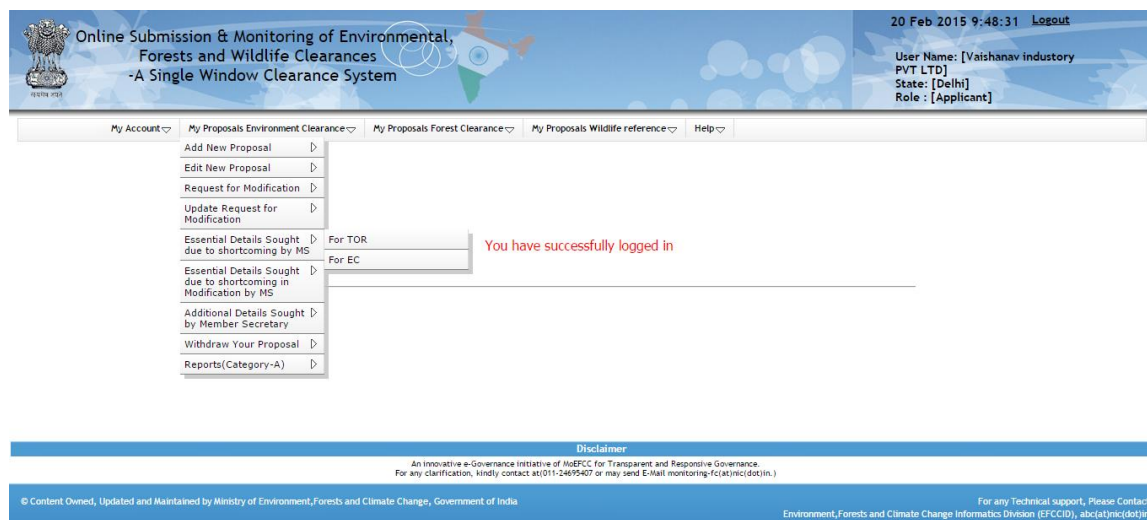 20 Feb 2015 9:48:31 Logout
Online Submission & Monitoring of Environmental,
Forests and Wildlife Clearances
-A Single Window Clearance System
सत्यमेव जयते
User Name: [Vaishanav industory
PVT LTD]
State: [Delhi]
Role : [Applicant]
My Account My Proposals Environment Clearance My Proposals Forest Clearance My Proposals Wildlife reference Help
Add New Proposal
Edit New Proposal
Request for Modification
Update Request for
Modification
Essential Details Sought
due to shortcoming by MS
For TOR
For EC
You have successfully logged in
Essential Details Sought
due to shortcoming in
Modification by MS
Additional Details Sought
by Member Secretary
Withdraw Your Proposal
Reports(Category-A)
Disclaimer
An innovative e-Governance initiative of MoEFCC for Transparent and Responsive Governance.
For any clarification, kindly contact at(011-24695407 or may send E-Mail monitoring-fc(at)nic(dot)in.)
© Content Owned, Updated and Maintained by Ministry of Environment,Forests and Climate Change, Government of India
For any Technical support, Please Contac
Environment,Forests and Climate Change Informatics Division (EFCCID), abc(at)nic(dot)in